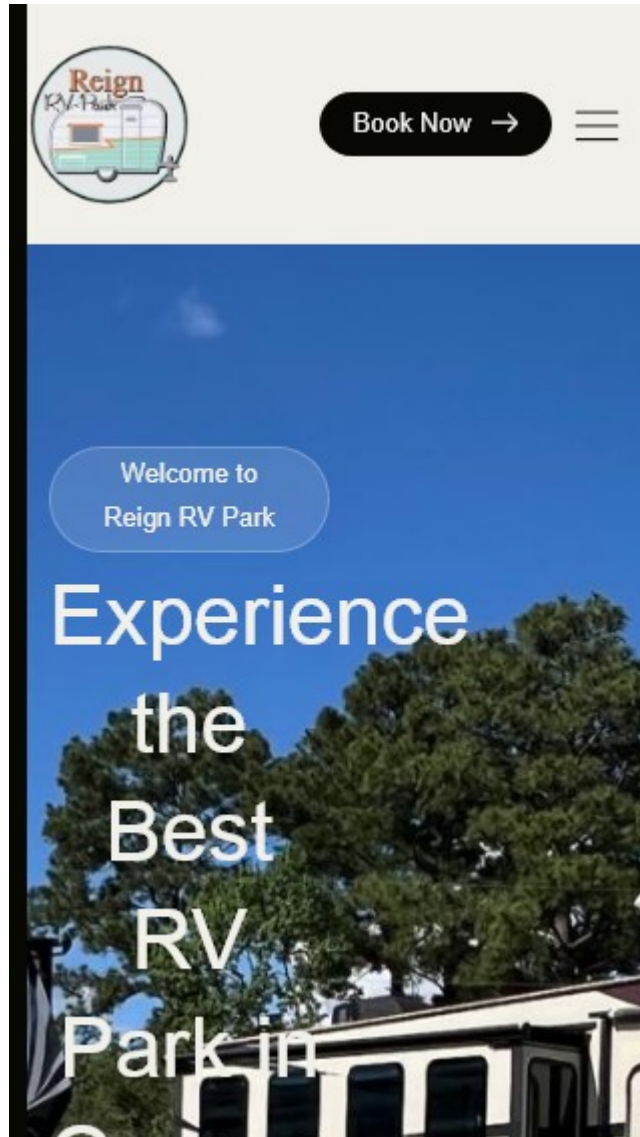 Reign
RV Park
Book Now →
Welcome to
Reign RV Park
Experience
the
Best
RV
Park in